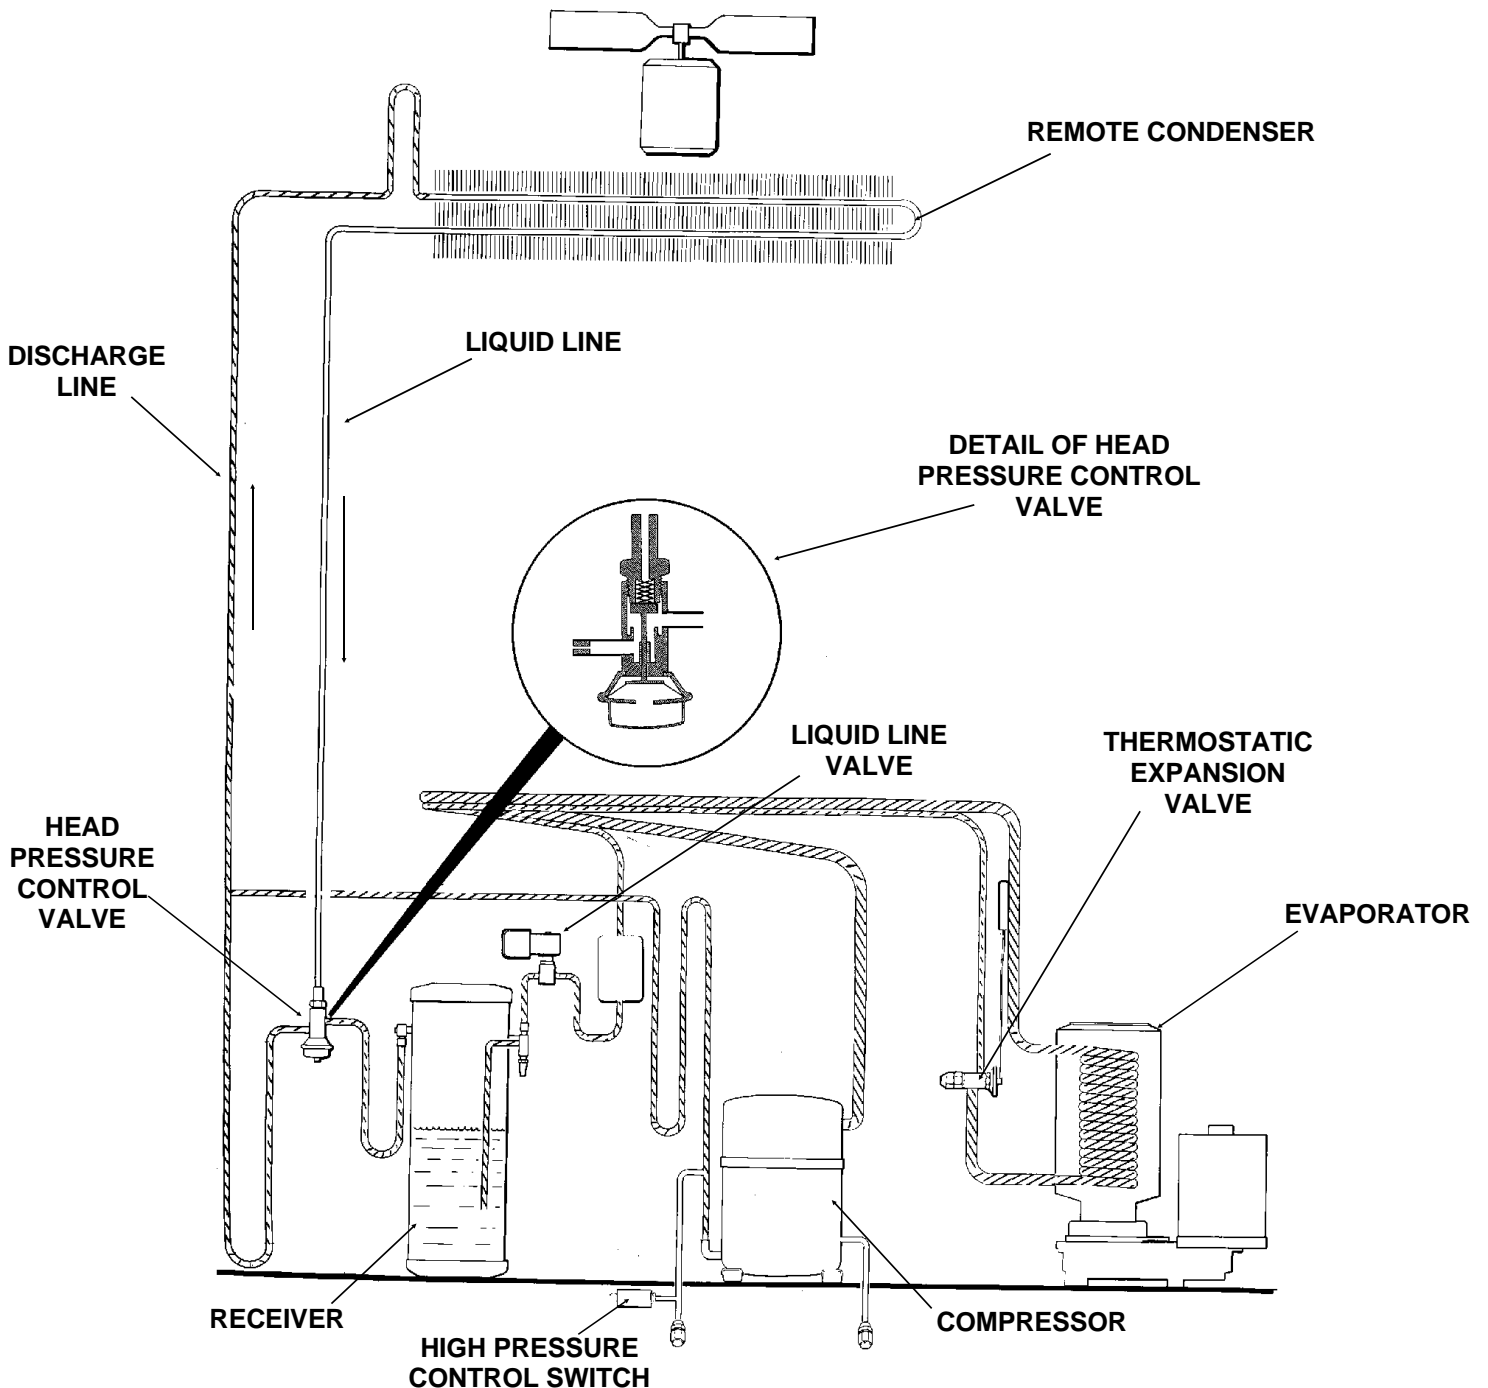 REMOTE CONDENSER
LIQUID LINE
DISCHARGE
LINE
DETAIL OF HEAD
PRESSURE CONTROL
VALVE
LIQUID LINE
VALVE
THERMOSTATIC
EXPANSION
VALVE
HEAD
PRESSURE
CONTROL
VALVE
EVAPORATOR
RECEIVER
HIGH PRESSURE
CONTROL SWITCH
COMPRESSOR